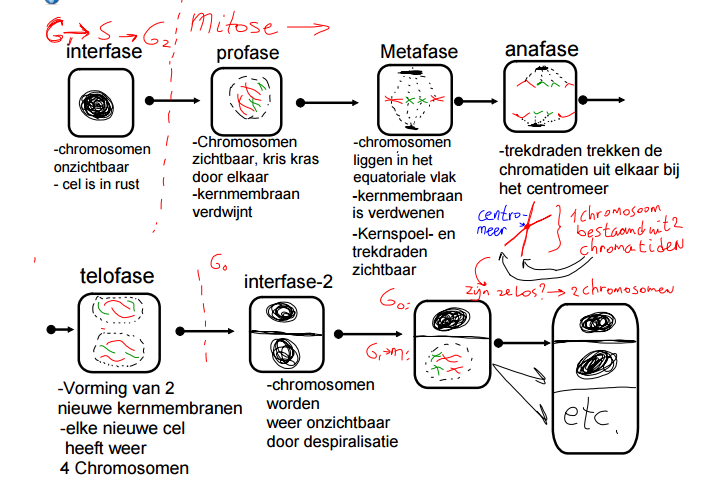 G₁ → S → G₂
Mitose →
interfase
profase
Metafase
anafase
-chromosomen
onzichtbaar
- cel is in rust
-Chromosomen
zichtbaar, kris kras
door elkaar
-kernmembraan
verdwijnt
-chromosomen
liggen in het
equatoriale vlak
-kernmembraan
is verdwenen
-Kernspoel- en
trekdraden
zichtbaar
-trekdraden trekken de
chromatiden uit elkaar bij
het centromeer
centro-
meer
1 chromosoom
bestaand uit 2
chromatiden
zijn ze los? → 2 chromosomen
telofase
G₀
interfase-2
G₀:
G₁→m:
-Vorming van 2
nieuwe kernmembranen
-elke nieuwe cel
heeft weer
4 Chromosomen
-chromosomen
worden
weer onzichtbaar
door despiralisatie
etc.